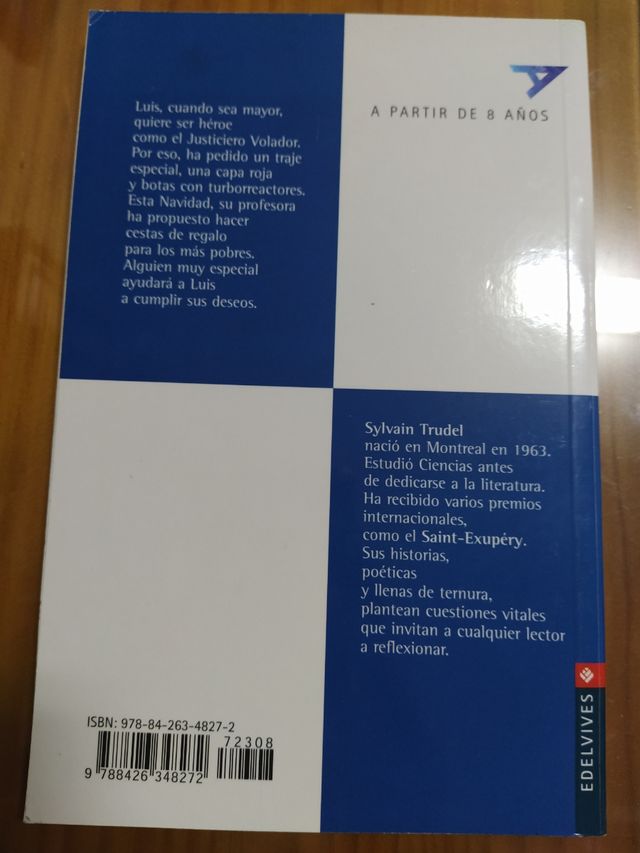 Luis, cuando sea mayor,
quiere ser héroe
como el Justiciero Volador.
Por eso, ha pedido un traje
especial, una capa roja
y botas con turborreactores.
Esta Navidad, su profesora
ha propuesto hacer
cestas de regalo
para los más pobres.
Alguien muy especial
ayudará a Luis
a cumplir sus deseos.
A PARTIR DE 8 AÑOS
Sylvain Trudel
nació en Montreal en 1963.
Estudió Ciencias antes
de dedicarse a la literatura.
Ha recibido varios premios
internacionales,
como el Saint-Exupéry.
Sus historias,
poéticas
y llenas de ternura,
plantean cuestiones vitales
que invitan a cualquier lector
a reflexionar.
ISBN: 978-84-263-4827-2
72308
9 788426 348272
EDELVIVES